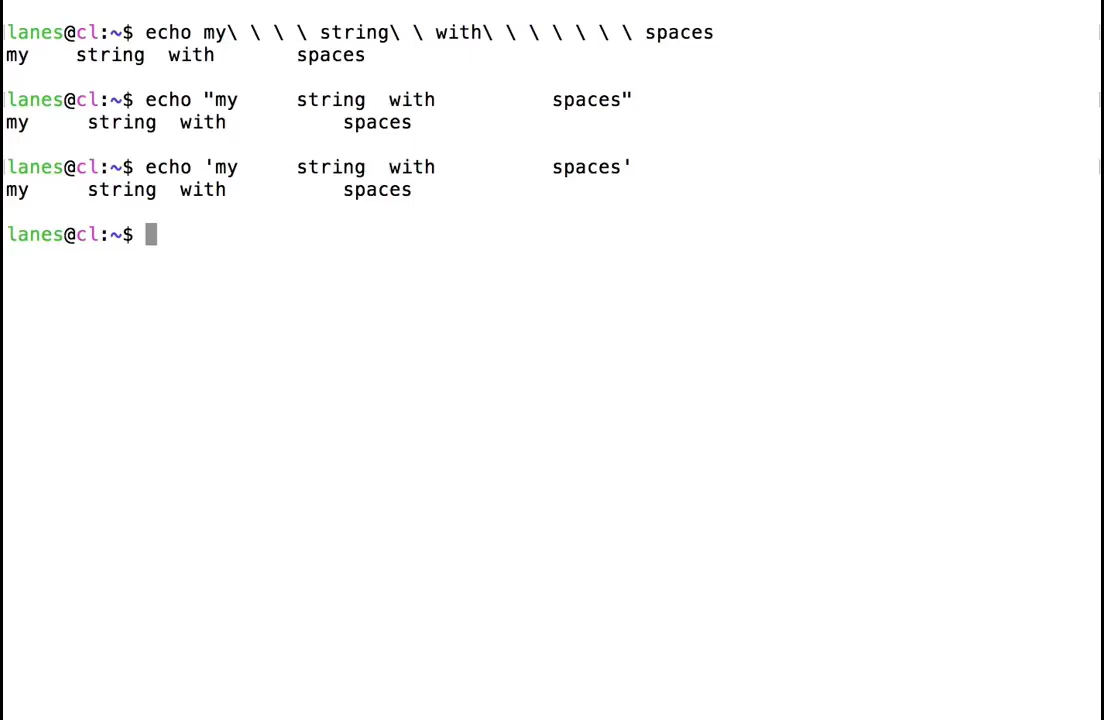 lanes@cl:~$ echo my\ \ \ \ string\ \ with\ \ \ \ \ \ \ spaces
my    string  with       spaces
lanes@cl:~$ echo "my     string  with          spaces"
my     string  with          spaces
lanes@cl:~$ echo 'my     string  with          spaces'
my     string  with          spaces
lanes@cl:~$